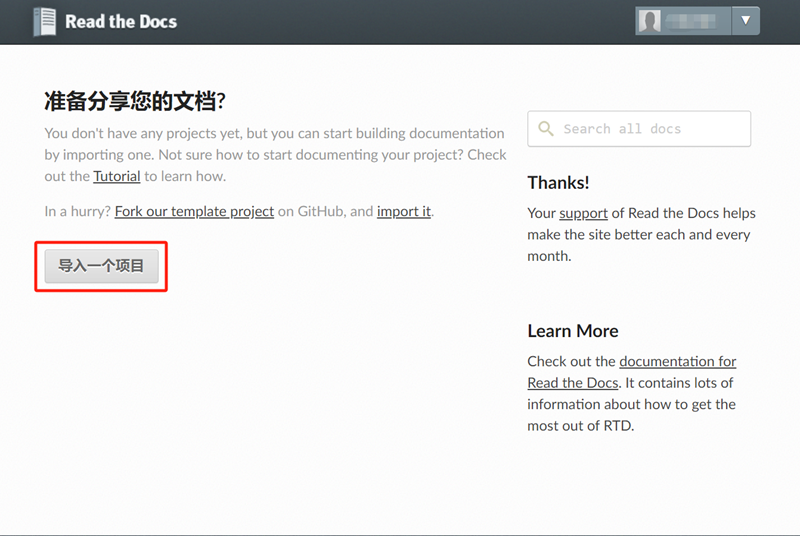 Read the Docs
准备分享您的文档?
You don't have any projects yet, but you can start building documentation
by importing one. Not sure how to start documenting your project? Check
out the Tutorial to learn how.
In a hurry? Fork our template project on GitHub, and import it.
导入一个项目
Search all docs
Thanks!
Your support of Read the Docs helps
make the site better each and every
month.
Learn More
Check out the documentation for
Read the Docs. It contains lots of
information about how to get the
most out of RTD.